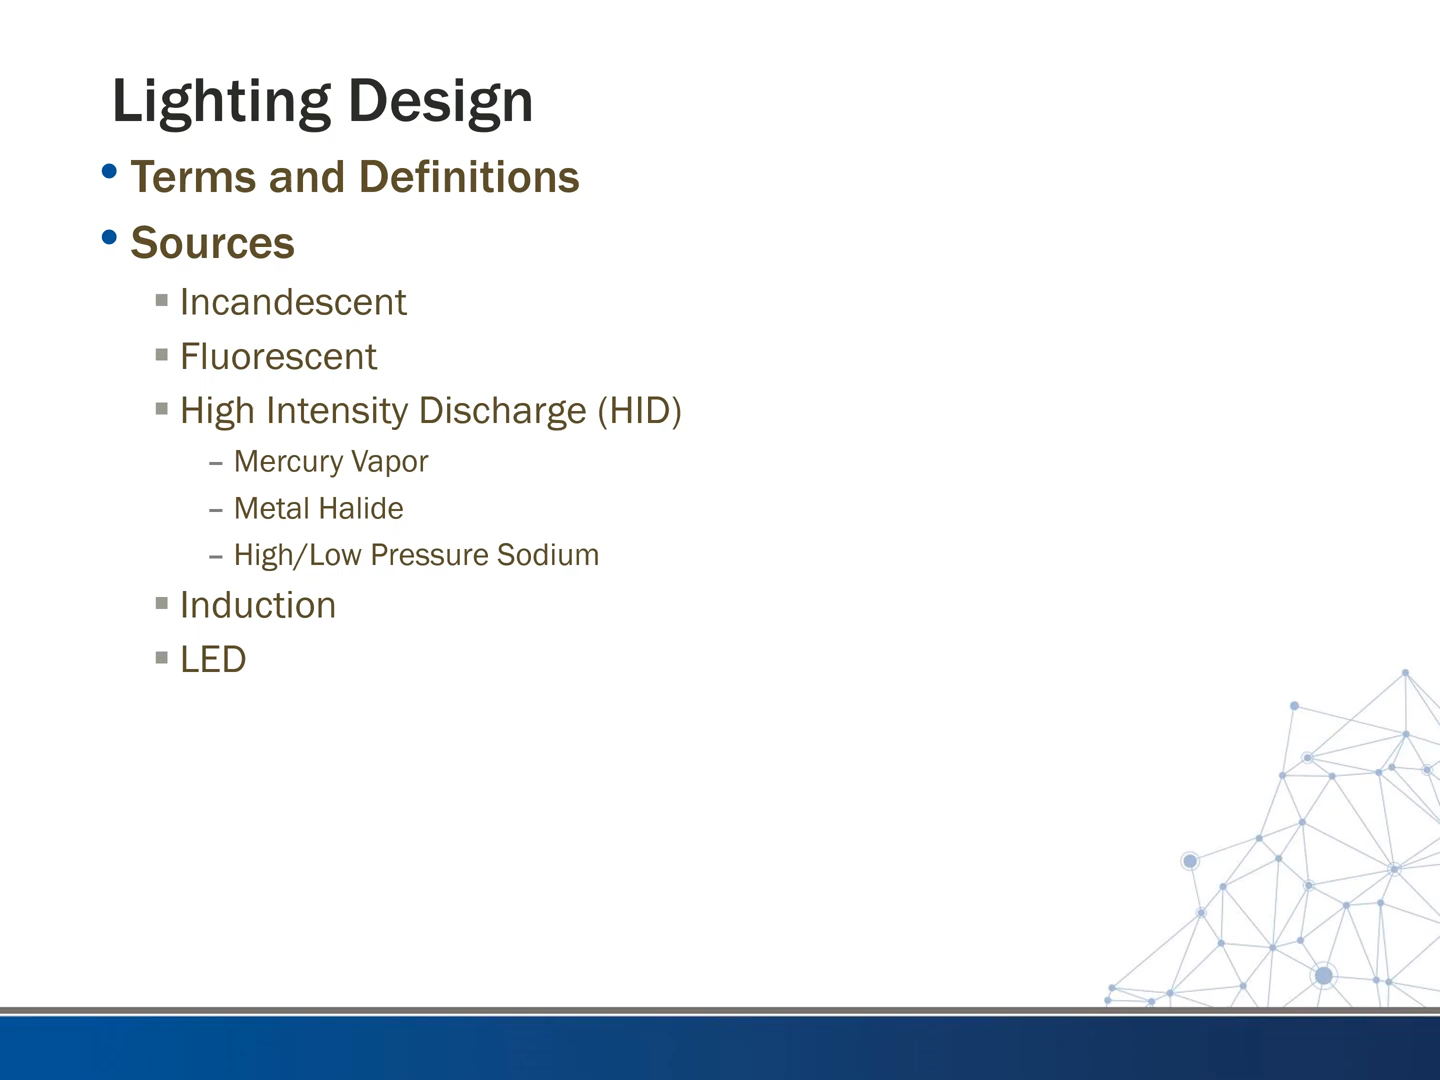 Lighting Design
• Terms and Definitions
• Sources
▪ Incandescent
▪ Fluorescent
▪ High Intensity Discharge (HID)
– Mercury Vapor
– Metal Halide
– High/Low Pressure Sodium
▪ Induction
▪ LED